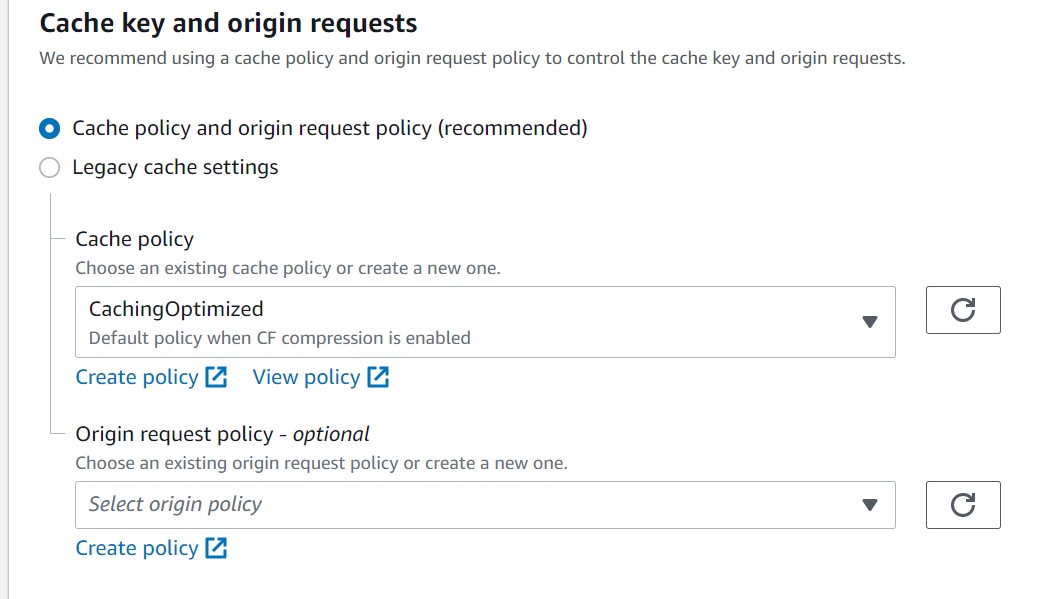 Cache key and origin requests
We recommend using a cache policy and origin request policy to control the cache key and origin requests.
Cache policy and origin request policy (recommended)
Legacy cache settings
Cache policy
Choose an existing cache policy or create a new one.
CachingOptimized
Default policy when CF compression is enabled
Create policy View policy
Origin request policy - optional
Choose an existing origin request policy or create a new one.
Select origin policy
Create policy